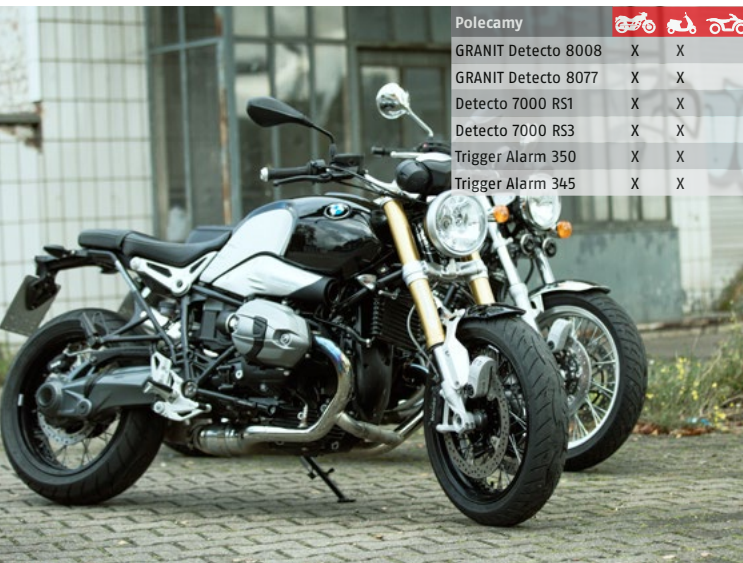 Polecamy
GRANIT Detecto 8008 X X
GRANIT Detecto 8077 X X
Detecto 7000 RS1 X X
Detecto 7000 RS3 X X
Trigger Alarm 350 X X
Trigger Alarm 345 X X